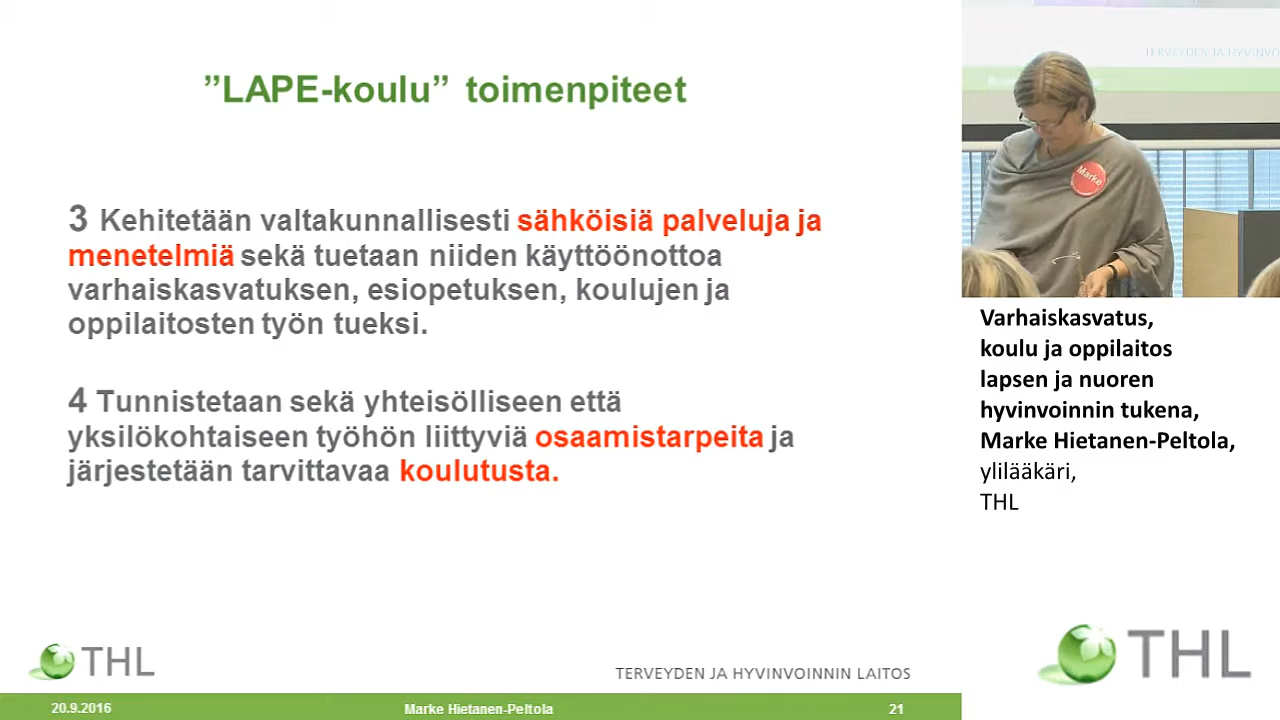 ”LAPE-koulu” toimenpiteet
3 Kehitetään valtakunnallisesti sähköisiä palveluja ja
menetelmiä sekä tuetaan niiden käyttöönottoa
varhaiskasvatuksen, esiopetuksen, koulujen ja
oppilaitosten työn tueksi.
4 Tunnistetaan sekä yhteisölliseen että
yksilökohtaiseen työhön liittyviä osaamistarpeita ja
järjestetään tarvittavaa koulutusta.
THL
TERVEYDEN JA HYVINVOINNIN LAITOS
20.9.2016
Marke Hietanen-Peltola
21
TERVEYDEN JA HYVINVO
Marke
Varhaiskasvatus,
koulu ja oppilaitos
lapsen ja nuoren
hyvinvoinnin tukena,
Marke Hietanen-Peltola,
ylilääkäri,
THL
THL